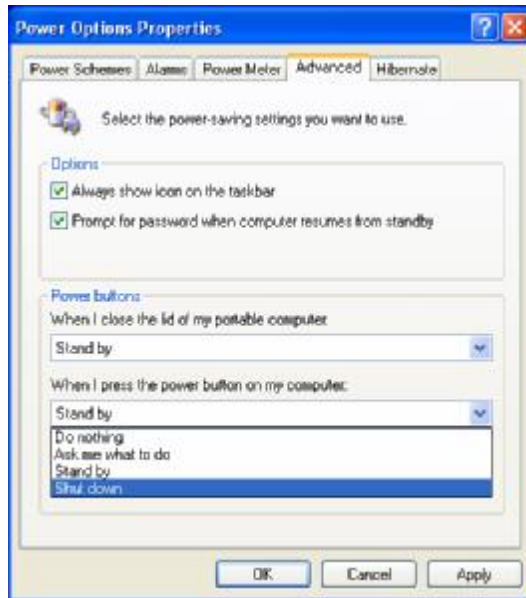 Power Options Properties
Power Schemes Alarms Power Meter Advanced Hibernate
Select the power-saving settings you want to use.
Options
Always show icon on the taskbar
Prompt for password when computer resumes from standby
Power buttons
When I close the lid of my portable computer:
Stand by
When I press the power button on my computer:
Stand by
Do nothing
Ask me what to do
Stand by
Shut down
OK Cancel Apply